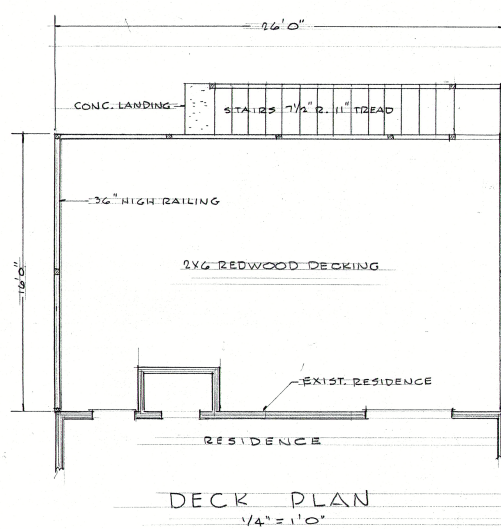 26'0"
CONC. LANDING
STAIRS 7 1/2" R. 11" TREAD
36" HIGH RAILING
16'0"
2X6 REDWOOD DECKING
EXIST. RESIDENCE
RESIDENCE
DECK PLAN
1/4" = 1'0"